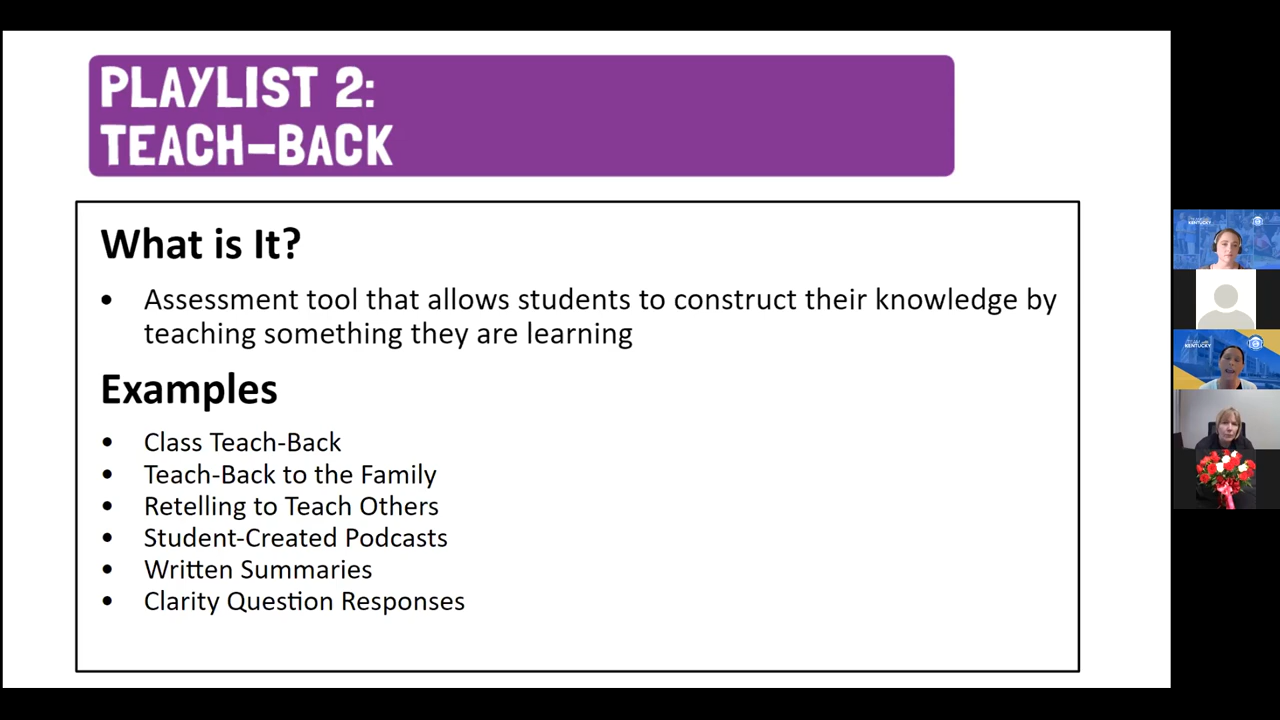 PLAYLIST 2:
TEACH-BACK
What is It?
• Assessment tool that allows students to construct their knowledge by
teaching something they are learning
Examples
• Class Teach-Back
• Teach-Back to the Family
• Retelling to Teach Others
• Student-Created Podcasts
• Written Summaries
• Clarity Question Responses
KENTUCKY
KENTUCKY